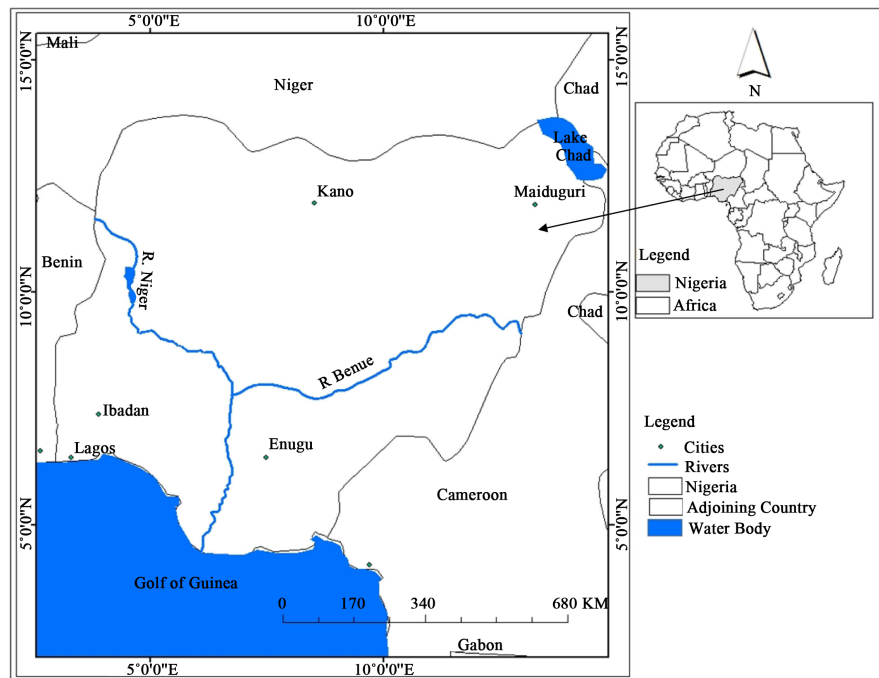 5°0'0"E
10°0'0"E
Mali
15°0'0"N
15°0'0"N
Niger
Chad
N
Lake
Chad
Kano
Maiduguri
R. Niger
Benin
Legend
Nigeria
Africa
10°0'0"N
10°0'0"N
Chad
R Benue
Ibadan
Lagos
Enugu
Legend
Cities
Rivers
Nigeria
Adjoining Country
Water Body
Cameroon
5°0'0"N
5°0'0"N
Golf of Guinea
0 170 340 680 KM
Gabon
5°0'0"E
10°0'0"E